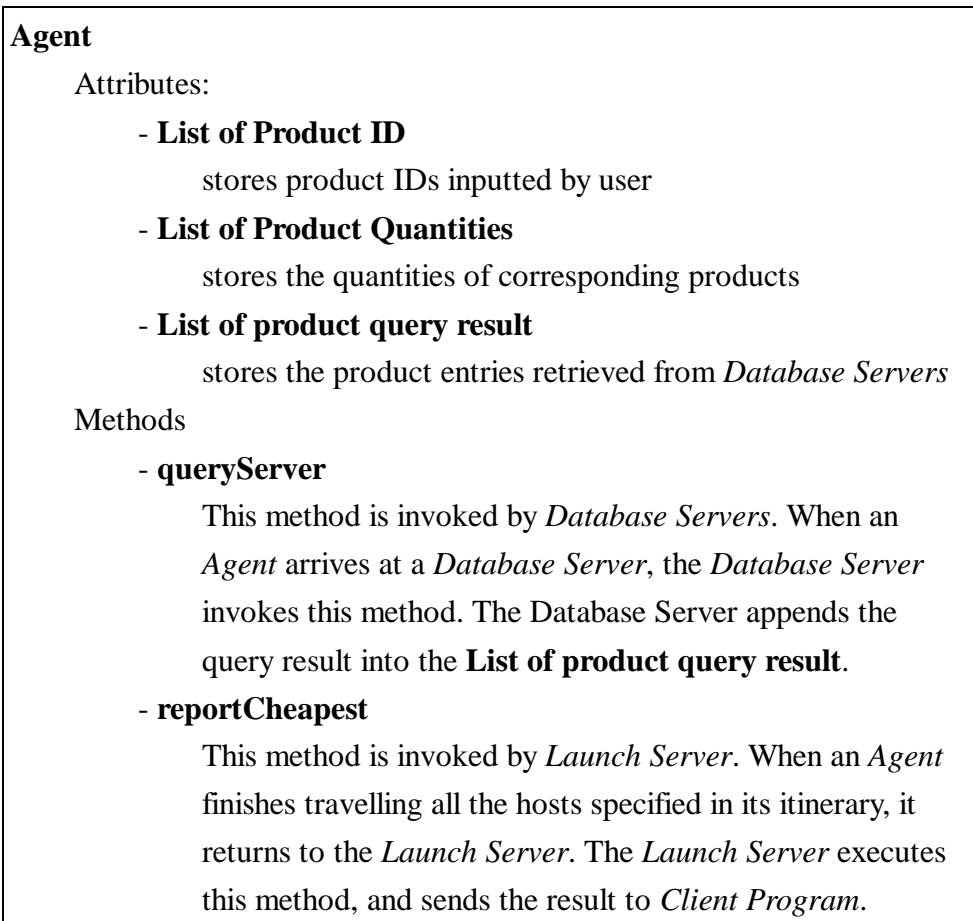 Agent
Attributes:
- List of Product ID
stores product IDs inputted by user
- List of Product Quantities
stores the quantities of corresponding products
- List of product query result
stores the product entries retrieved from Database Servers
Methods
- queryServer
This method is invoked by Database Servers. When an
Agent arrives at a Database Server, the Database Server
invokes this method. The Database Server appends the
query result into the List of product query result.
- reportCheapest
This method is invoked by Launch Server. When an Agent
finishes travelling all the hosts specified in its itinerary, it
returns to the Launch Server. The Launch Server executes
this method, and sends the result to Client Program.